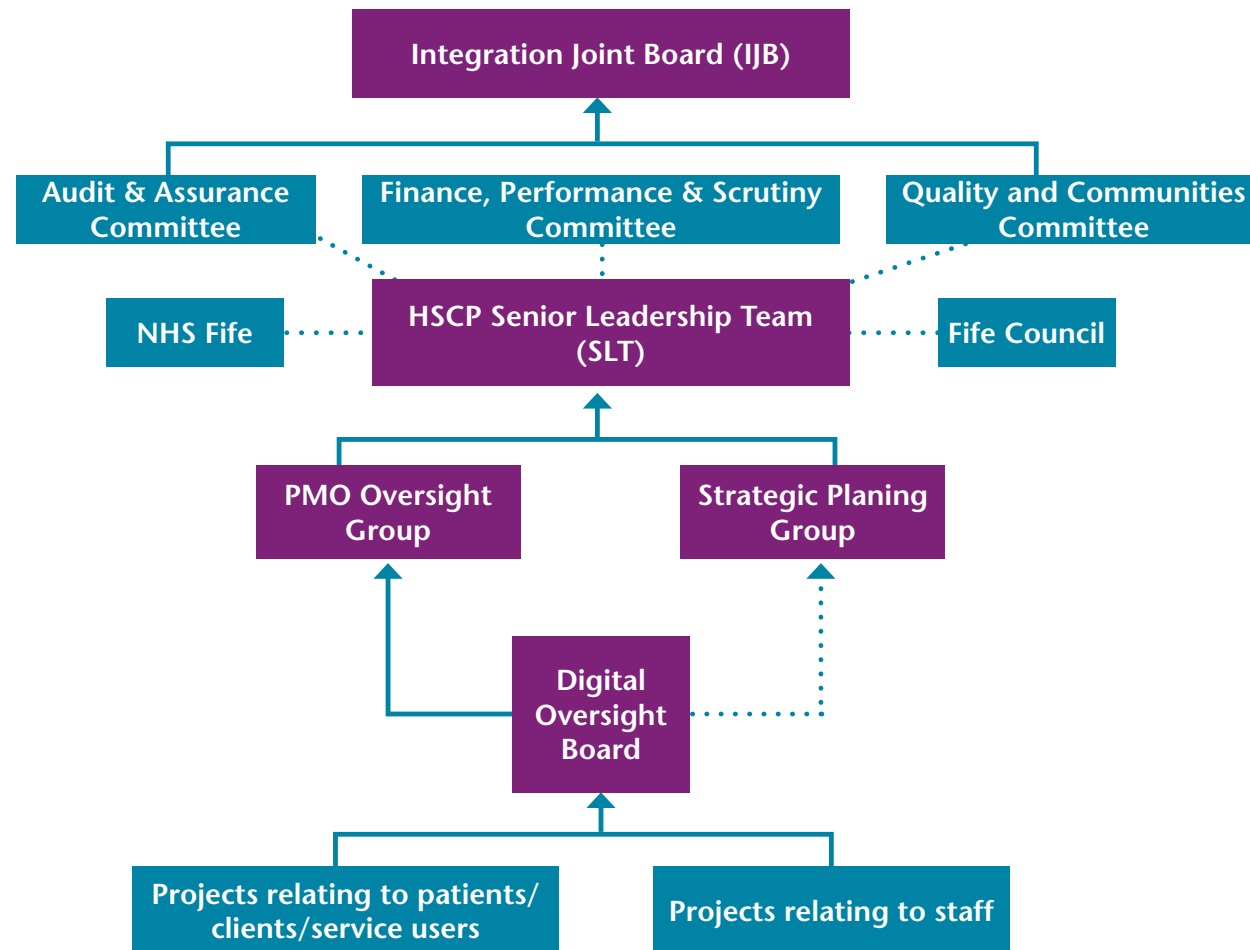 Integration Joint Board (IJB)
Audit & Assurance
Committee
Finance, Performance & Scrutiny
Committee
Quality and Communities
Committee
NHS Fife
HSCP Senior Leadership Team
(SLT)
Fife Council
PMO Oversight
Group
Strategic Planing
Group
Digital
Oversight
Board
Projects relating to patients/
clients/service users
Projects relating to staff